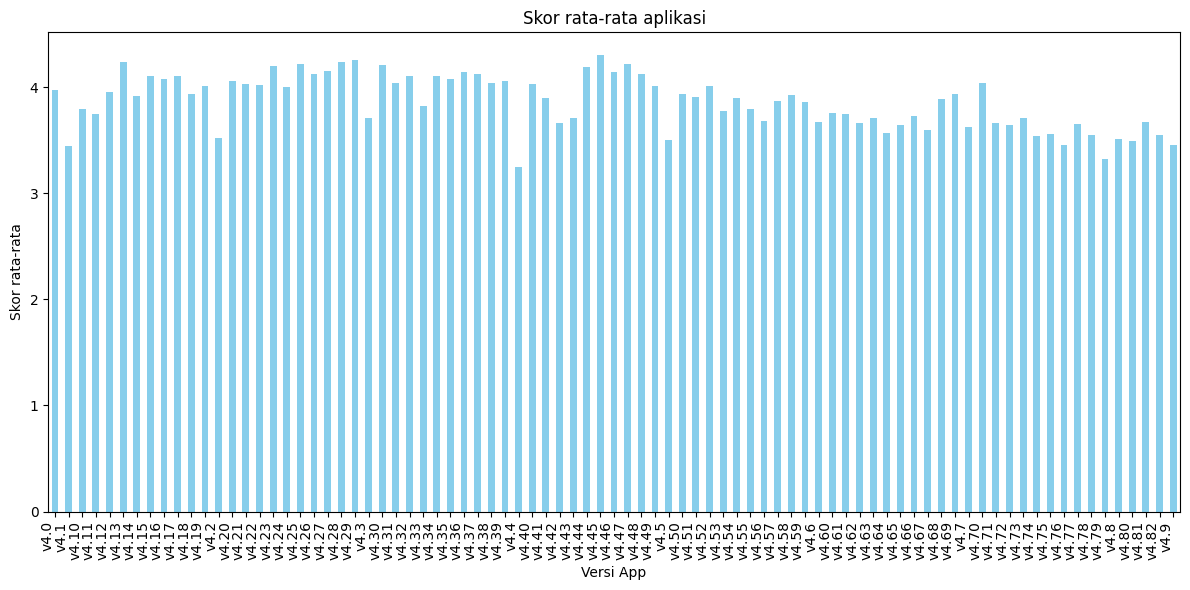 Skor rata-rata aplikasi
Skor rata-rata
4
3
2
1
0
v4.0
v4.1
v4.10
v4.11
v4.12
v4.13
v4.14
v4.15
v4.16
v4.17
v4.18
v4.19
v4.2
v4.20
v4.21
v4.22
v4.23
v4.24
v4.25
v4.26
v4.27
v4.28
v4.29
v4.3
v4.30
v4.31
v4.32
v4.33
v4.34
v4.35
v4.36
v4.37
v4.38
v4.39
v4.4
v4.40
v4.41
v4.42
v4.43
v4.44
v4.45
v4.46
v4.47
v4.48
v4.49
v4.5
v4.50
v4.51
v4.52
v4.53
v4.54
v4.55
v4.56
v4.57
v4.58
v4.59
v4.6
v4.60
v4.61
v4.62
v4.63
v4.64
v4.65
v4.66
v4.67
v4.68
v4.69
v4.7
v4.70
v4.71
v4.72
v4.73
v4.74
v4.75
v4.76
v4.77
v4.78
v4.79
v4.8
v4.80
v4.81
v4.82
v4.9
Versi App